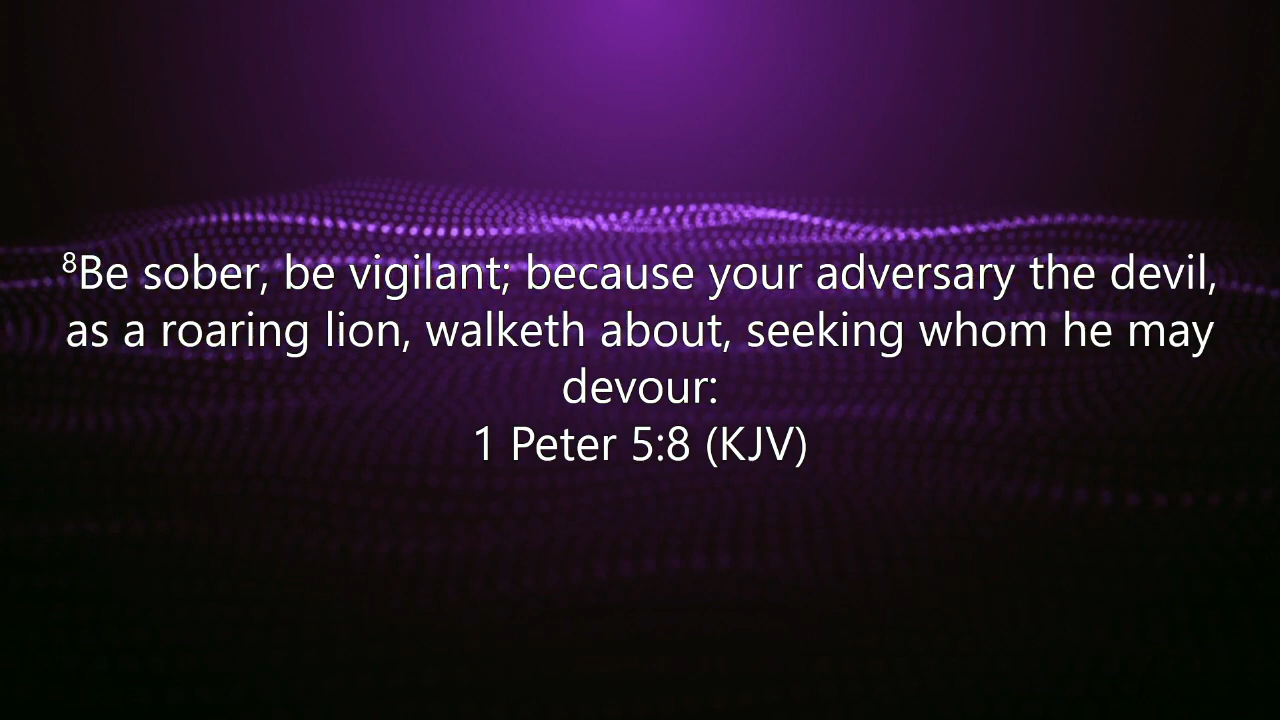 ⁸Be sober, be vigilant; because your adversary the devil,
as a roaring lion, walketh about, seeking whom he may
devour:
1 Peter 5:8 (KJV)